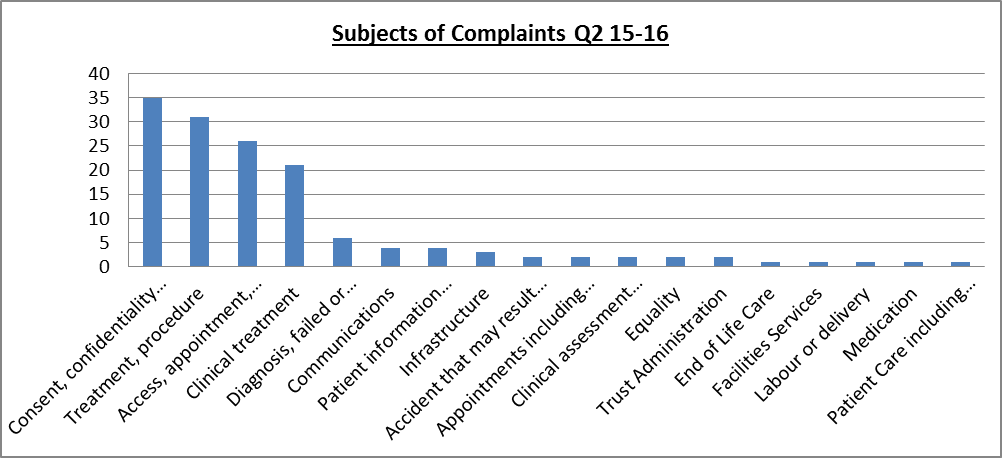 Subjects of Complaints Q2 15-16
40
35
30
25
20
15
10
5
0
Consent, confidentiality...
Treatment, procedure
Access, appointment,...
Clinical treatment
Diagnosis, failed or...
Communications
Patient information...
Infrastructure
Accident that may result...
Appointments including...
Clinical assessment...
Equality
Trust Administration
End of Life Care
Facilities Services
Labour or delivery
Medication
Patient Care including...